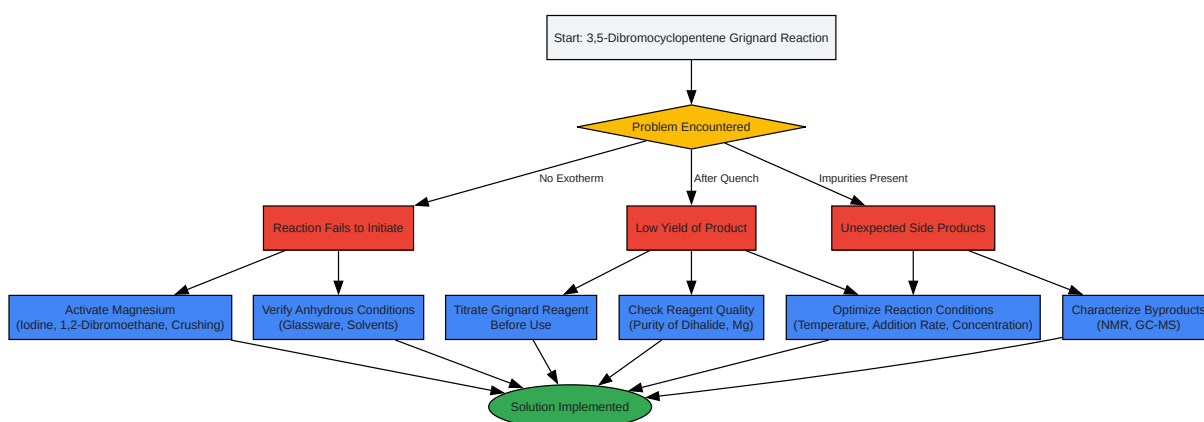 Start: 3,5-Dibromocyclopentene Grignard Reaction
Problem Encountered
No Exotherm
After Quench
Impurities Present
Reaction Fails to Initiate
Low Yield of Product
Unexpected Side Products
Activate Magnesium
(Iodine, 1,2-Dibromoethane, Crushing)
Verify Anhydrous Conditions
(Glassware, Solvents)
Titrate Grignard Reagent
Before Use
Check Reagent Quality
(Purity of Dihalide, Mg)
Optimize Reaction Conditions
(Temperature, Addition Rate, Concentration)
Characterize Byproducts
(NMR, GC-MS)
Solution Implemented